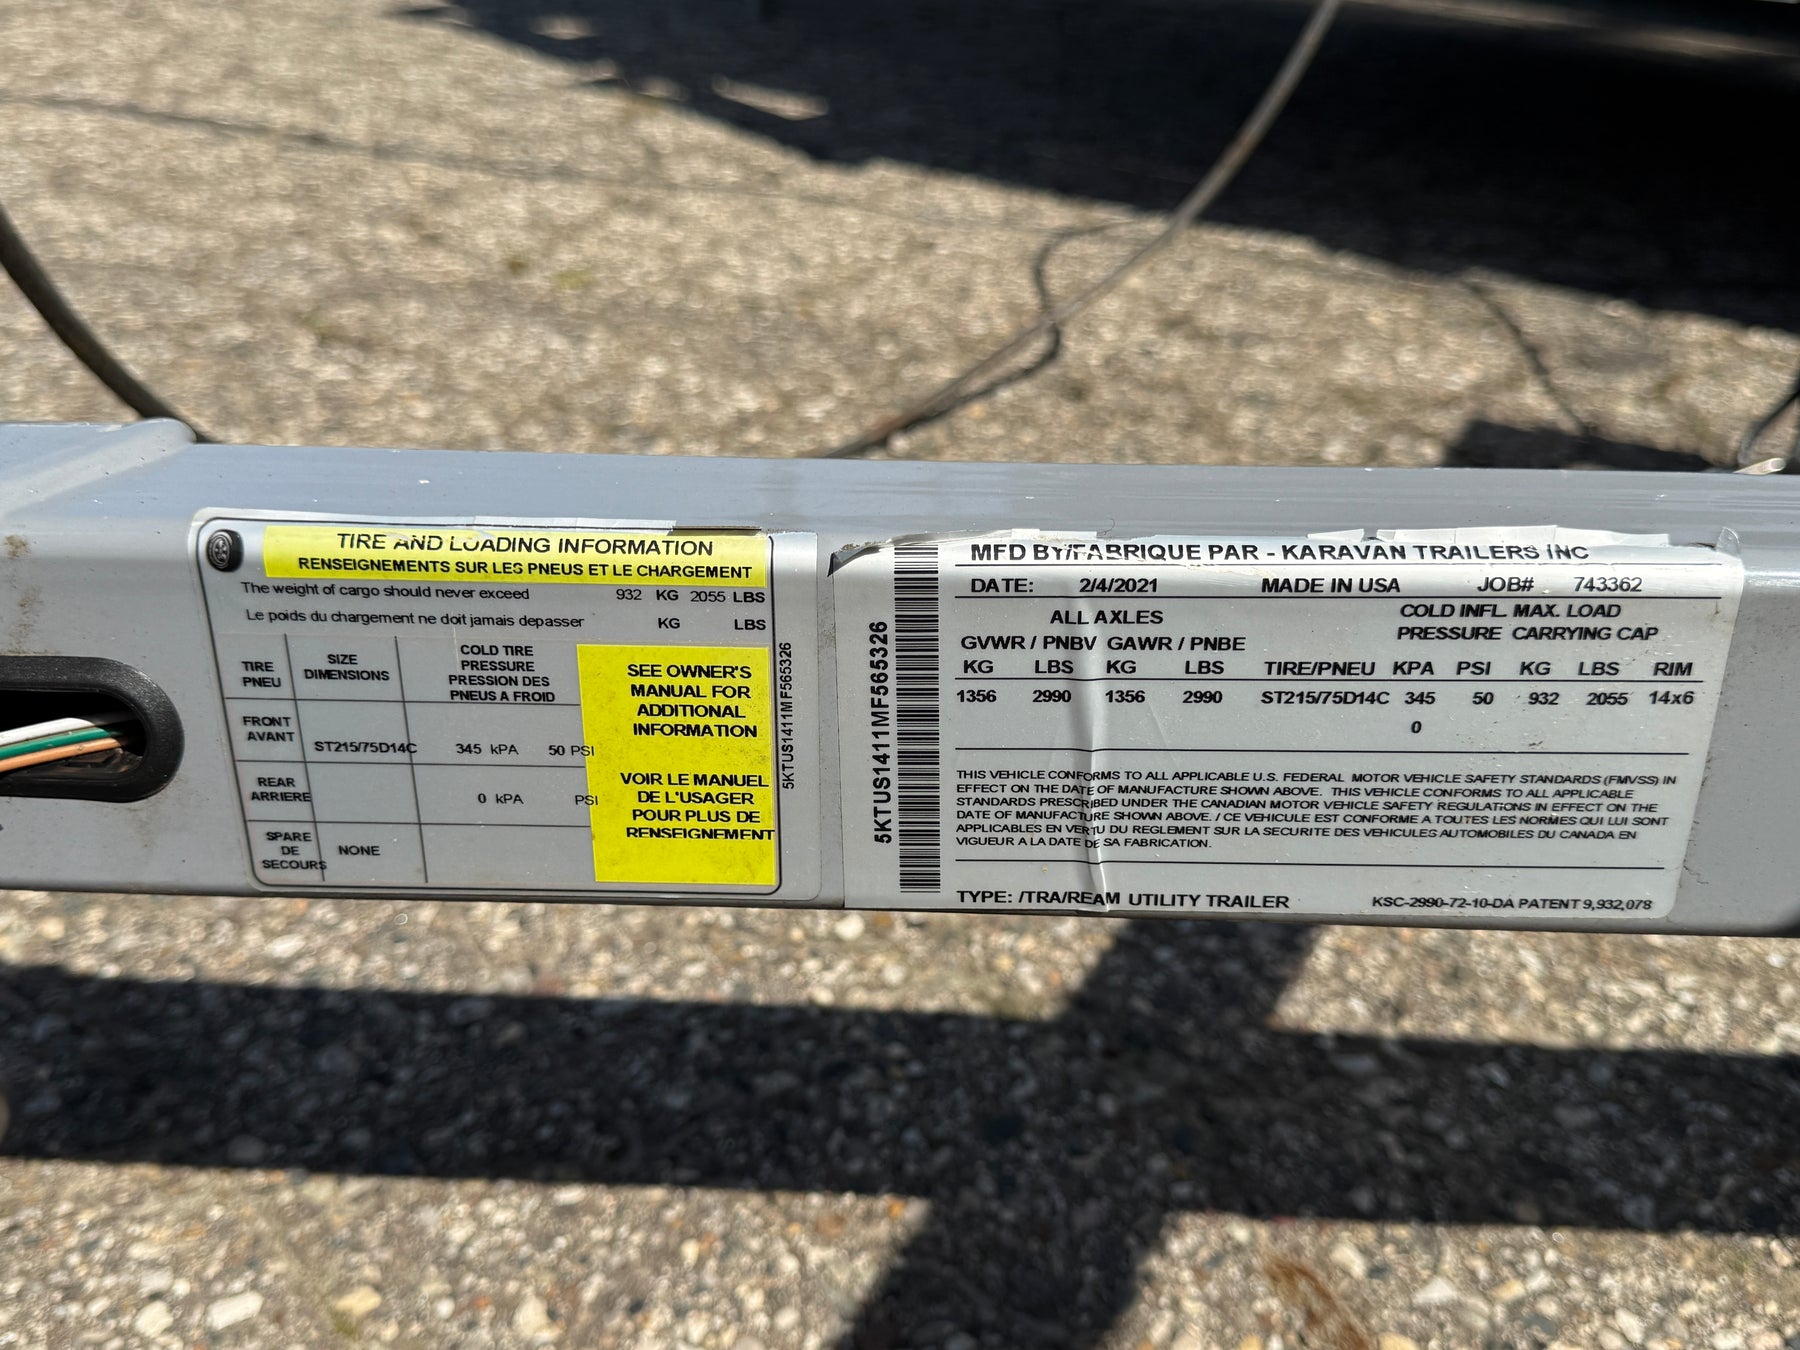 TIRE AND LOADING INFORMATION
RENSEIGNEMENTS SUR LES PNEUS ET LE CHARGEMENT
The weight of cargo should never exceed 932 KG 2055 LBS
Le poids du chargement ne doit jamais depasser KG LBS
TIRE
PNEU
SIZE
DIMENSIONS
COLD TIRE
PRESSURE
PRESSION DES
PNEUS A FROID
FRONT
AVANT
ST215/75D14C 345 kPA 50 PSI
REAR
ARRIERE
0 kPA PSI
SPARE
DE
SECOURS
NONE
SEE OWNER'S
MANUAL FOR
ADDITIONAL
INFORMATION
VOIR LE MANUEL
DE L'USAGER
POUR PLUS DE
RENSEIGNEMENT
5KTUS1411MF565326
5KTUS1411MF565326
MFD BY/FABRIQUE PAR - KARAVAN TRAILERS INC
DATE: 2/4/2021 MADE IN USA JOB# 743362
ALL AXLES COLD INFL. MAX. LOAD
GVWR / PNBV GAWR / PNBE PRESSURE CARRYING CAP
KG LBS KG LBS TIRE/PNEU KPA PSI KG LBS RIM
1356 2990 1356 2990 ST215/75D14C 345 50 932 2055 14x6
0
THIS VEHICLE CONFORMS TO ALL APPLICABLE U.S. FEDERAL MOTOR VEHICLE SAFETY STANDARDS (FMVSS) IN
EFFECT ON THE DATE OF MANUFACTURE SHOWN ABOVE. THIS VEHICLE CONFORMS TO ALL APPLICABLE
STANDARDS PRESCRIBED UNDER THE CANADIAN MOTOR VEHICLE SAFETY REGULATIONS IN EFFECT ON THE
DATE OF MANUFACTURE SHOWN ABOVE. / CE VEHICULE EST CONFORME A TOUTES LES NORMES QUI LUI SONT
APPLICABLES EN VERTU DU REGLEMENT SUR LA SECURITE DES VEHICULES AUTOMOBILES DU CANADA EN
VIGUEUR A LA DATE DE SA FABRICATION.
TYPE: /TRA/REAM UTILITY TRAILER KSC-2990-72-10-DA PATENT 9,932,078